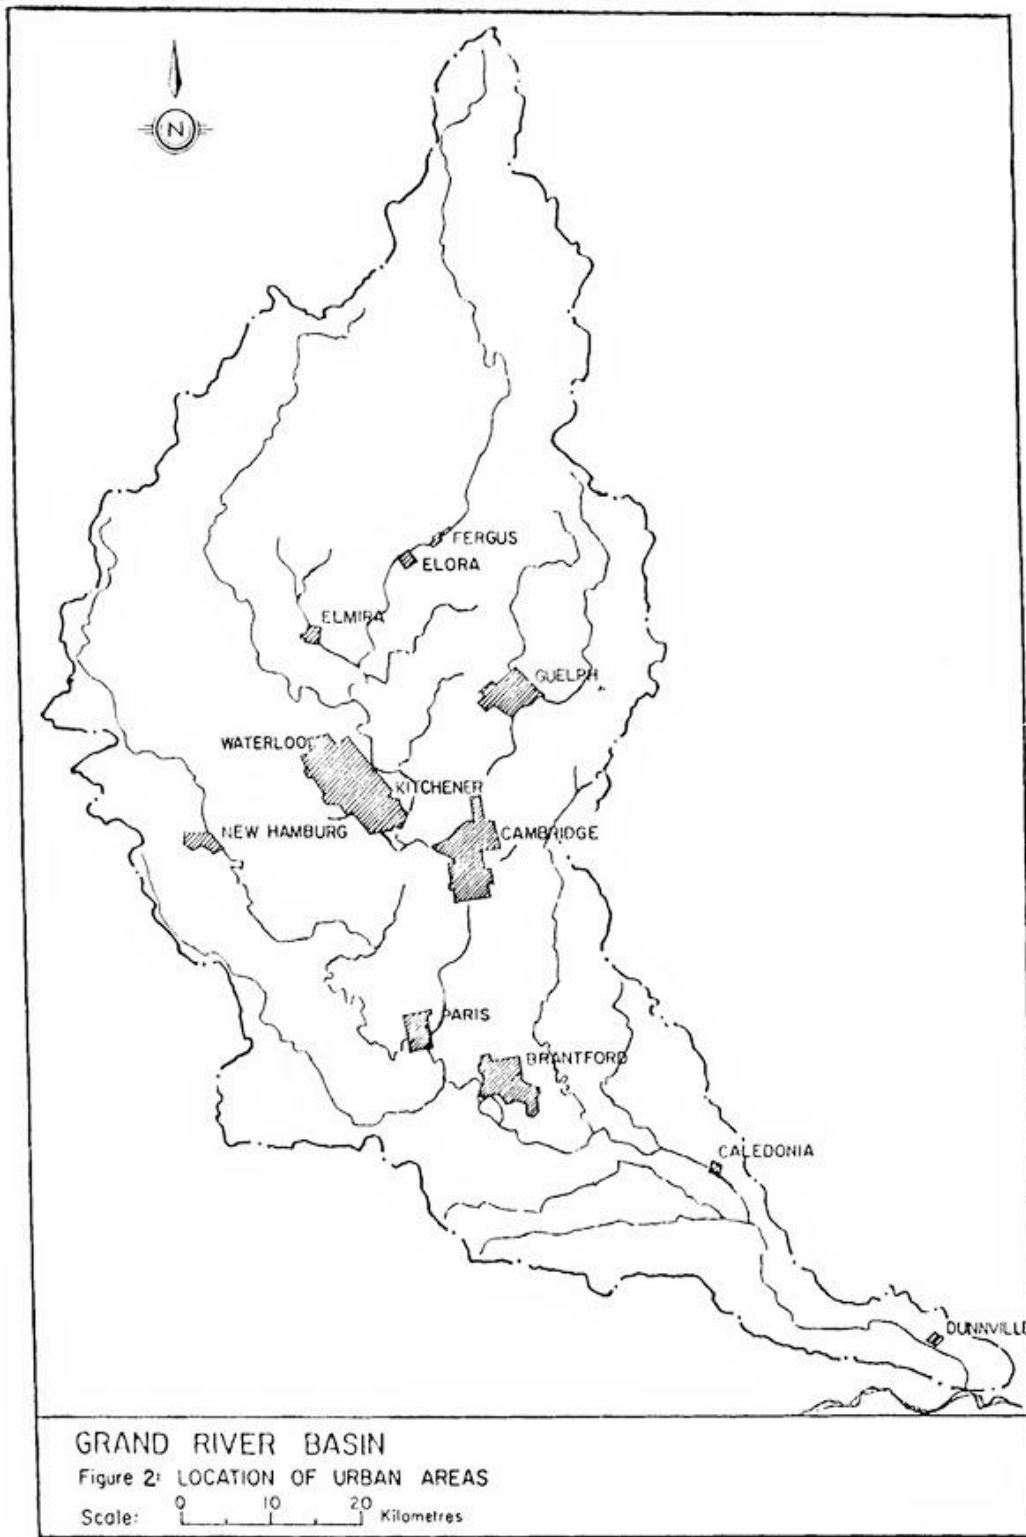 N
FERGUS
ELORA
ELMIRA
GUELPH
WATERLOO
KITCHENER
NEW HAMBURG
CAMBRIDGE
PARIS
BRANTFORD
CALEDONIA
DUNNVILLE
GRAND RIVER BASIN
Figure 2: LOCATION OF URBAN AREAS
Scale: 0 10 20 Kilometres